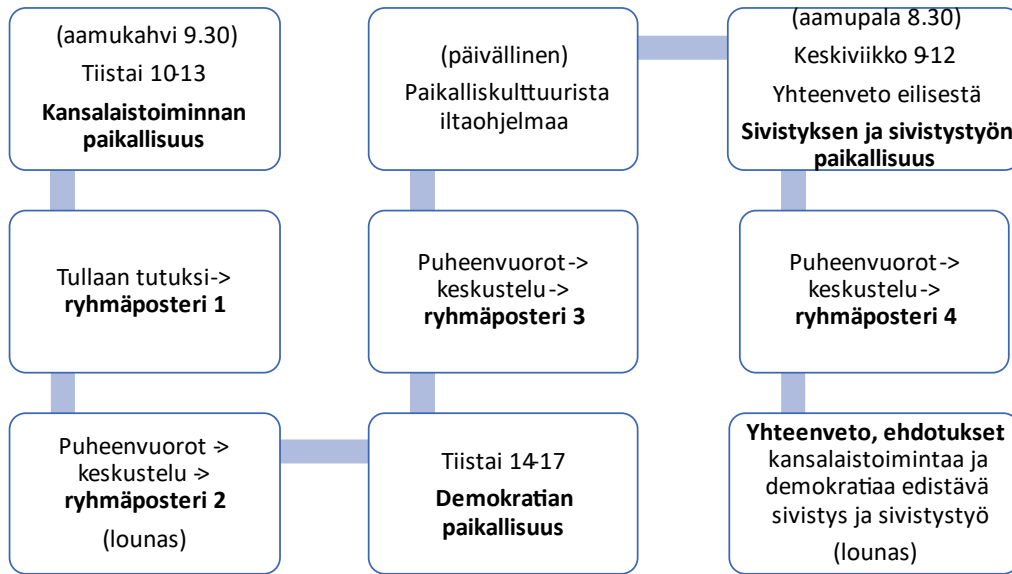 (aamukahvi 9.30)
Tiistai 10-13
Kansalaistoiminnan
paikallisuus
Tullaan tutuksi->
ryhmäposteri 1
Puheenvuorot ->
keskustelu ->
ryhmäposteri 2
(lounas)
Tiistai 14-17
Demokratian
paikallisuus
Puheenvuorot->
keskustelu->
ryhmäposteri 3
(päivällinen)
Paikalliskulttuurista
iltaohjelmaa
(aamupala 8.30)
Keskiviikko 9-12
Yhteenveto eilisestä
Sivistyksen ja sivistystyön
paikallisuus
Puheenvuorot->
keskustelu->
ryhmäposteri 4
Yhteenveto, ehdotukset
kansalaistoimintaa ja
demokratiaa edistävä
sivistys ja sivistystyö
(lounas)